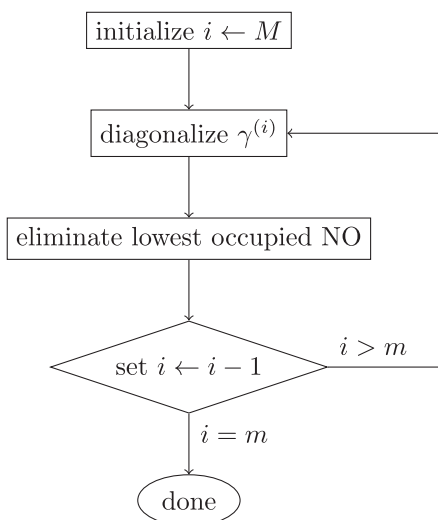 initialize i ← M
diagonalize γ^(i)
eliminate lowest occupied NO
set i ← i − 1
i > m
i = m
done